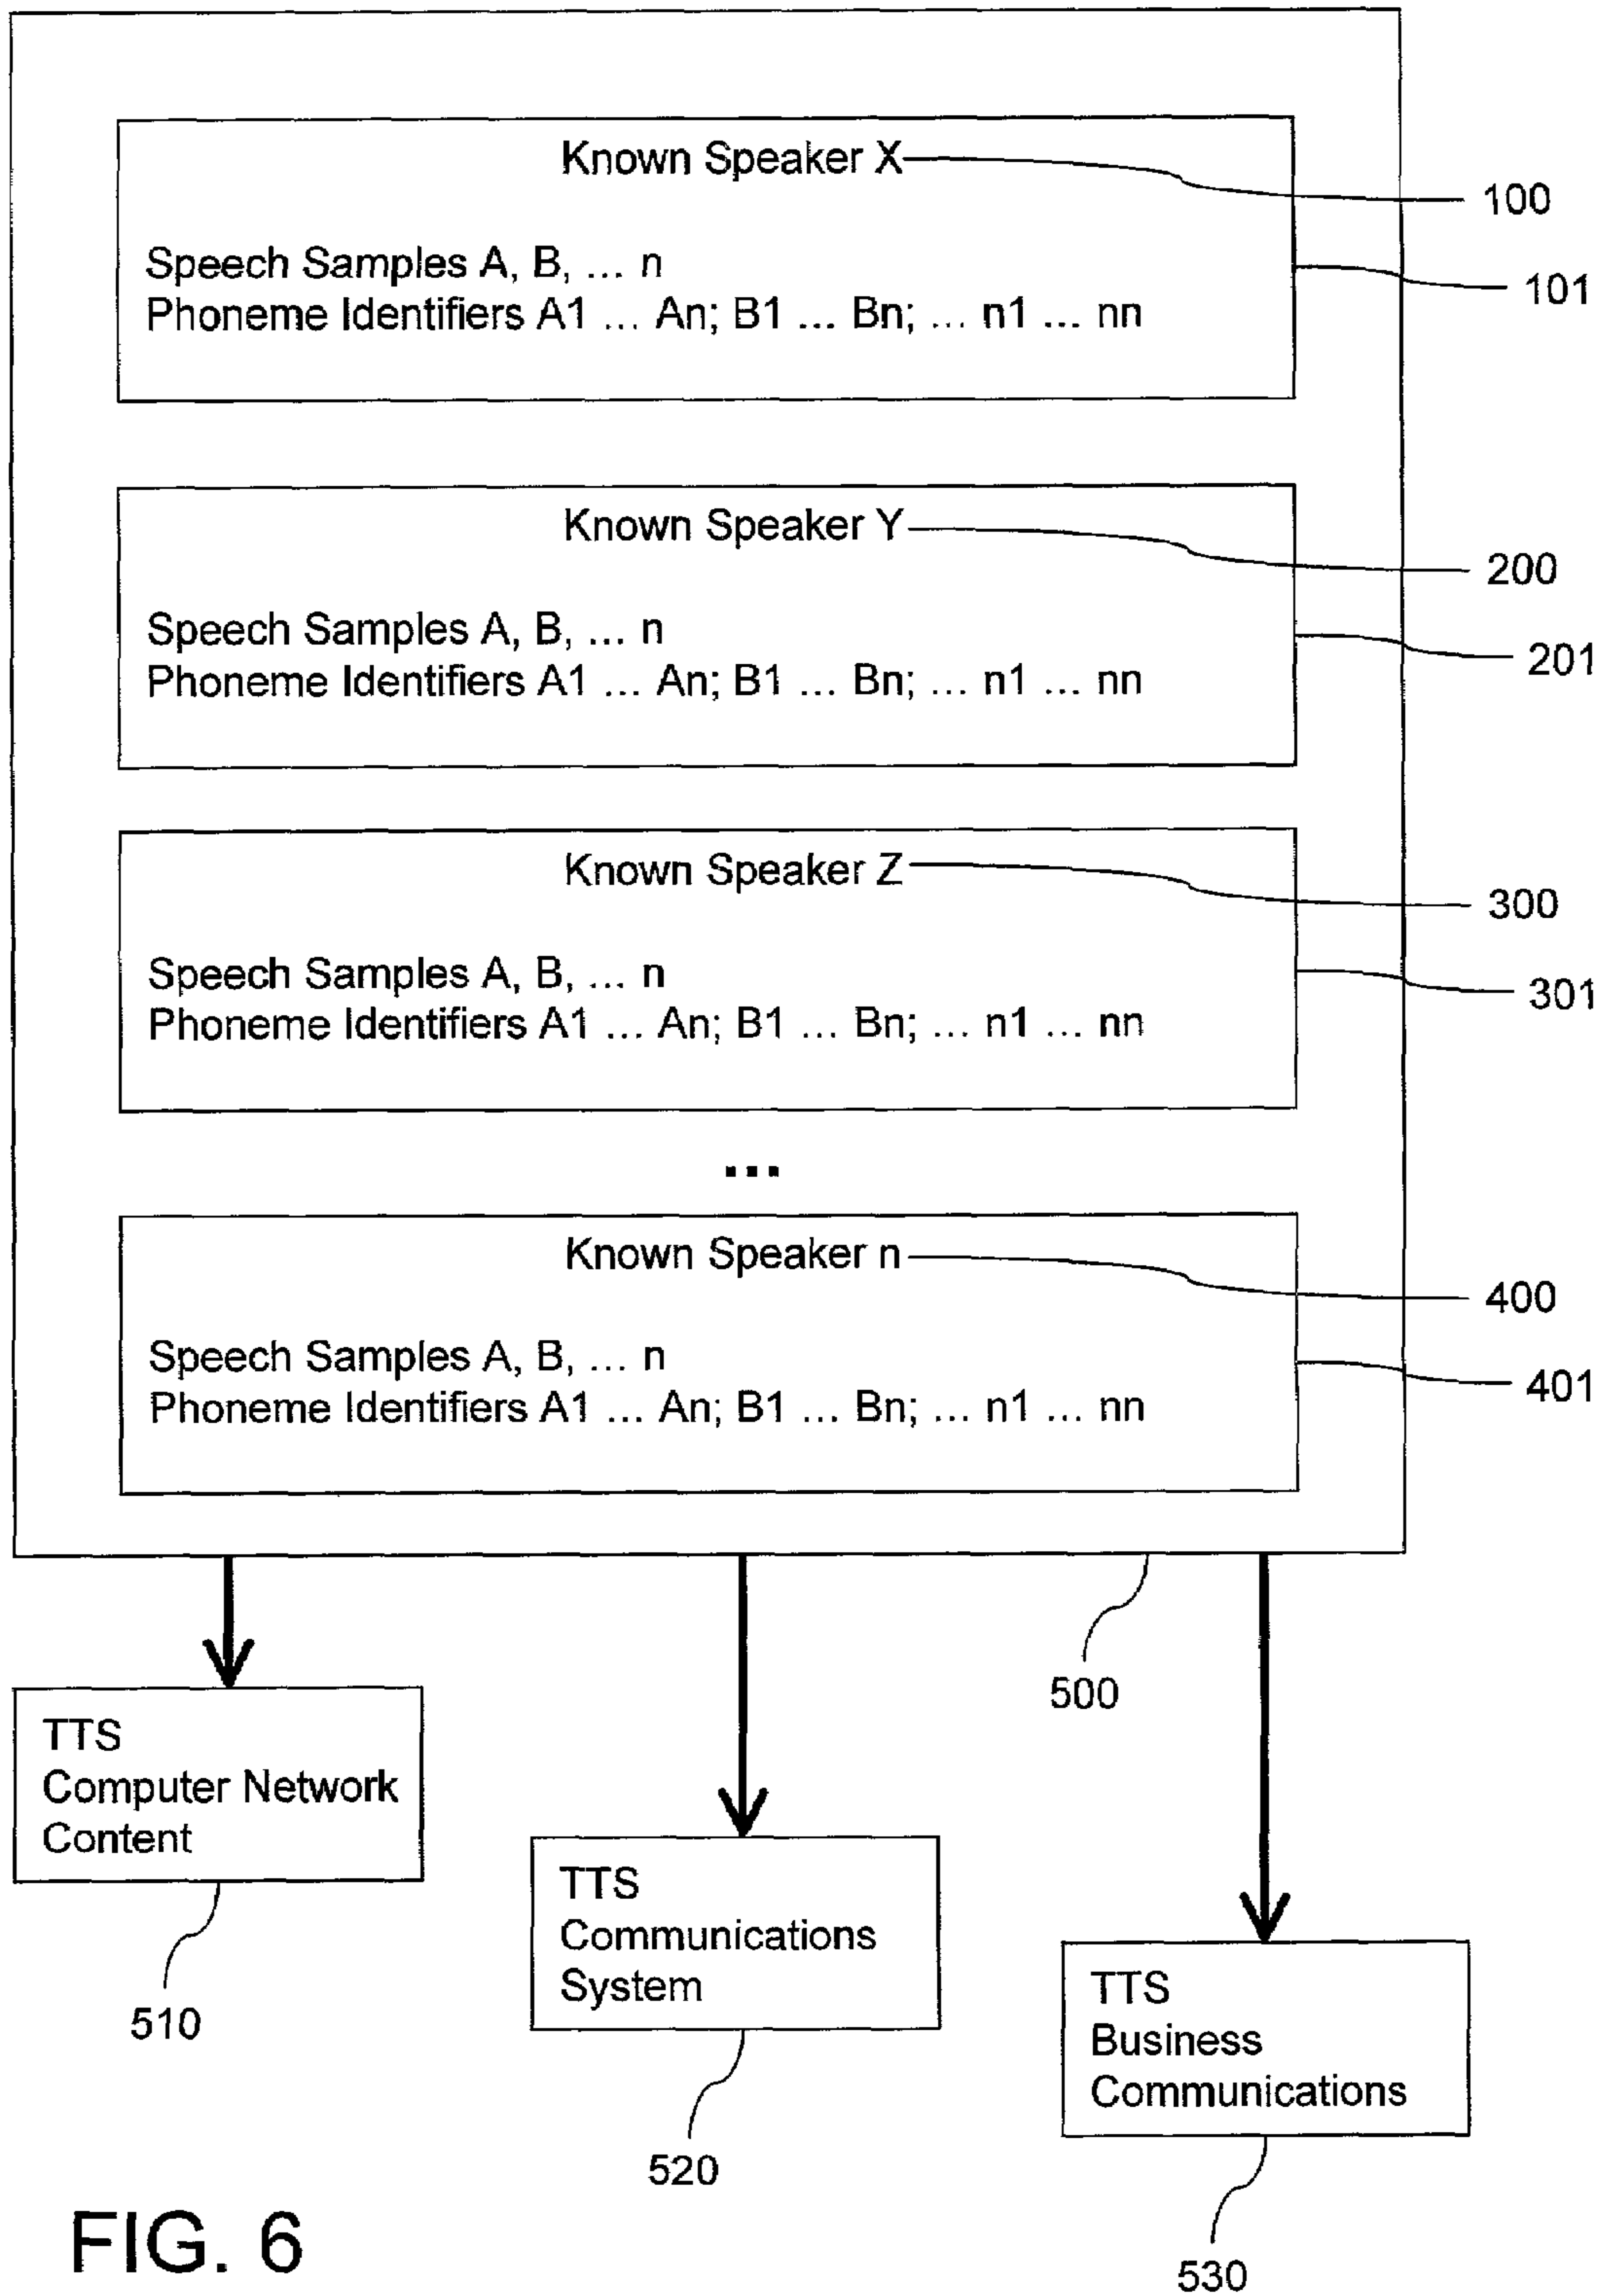 Known Speaker X
100
Speech Samples A, B, ... n
101
Phoneme Identifiers A1 ... An; B1 ... Bn; ... n1 ... nn
Known Speaker Y
200
Speech Samples A, B, ... n
201
Phoneme Identifiers A1 ... An; B1 ... Bn; ... n1 ... nn
Known Speaker Z
300
Speech Samples A, B, ... n
301
Phoneme Identifiers A1 ... An; B1 ... Bn; ... n1 ... nn
...
Known Speaker n
400
Speech Samples A, B, ... n
401
Phoneme Identifiers A1 ... An; B1 ... Bn; ... n1 ... nn
500
TTS
Computer Network
Content
510
TTS
Communications
System
520
TTS
Business
Communications
530
FIG. 6